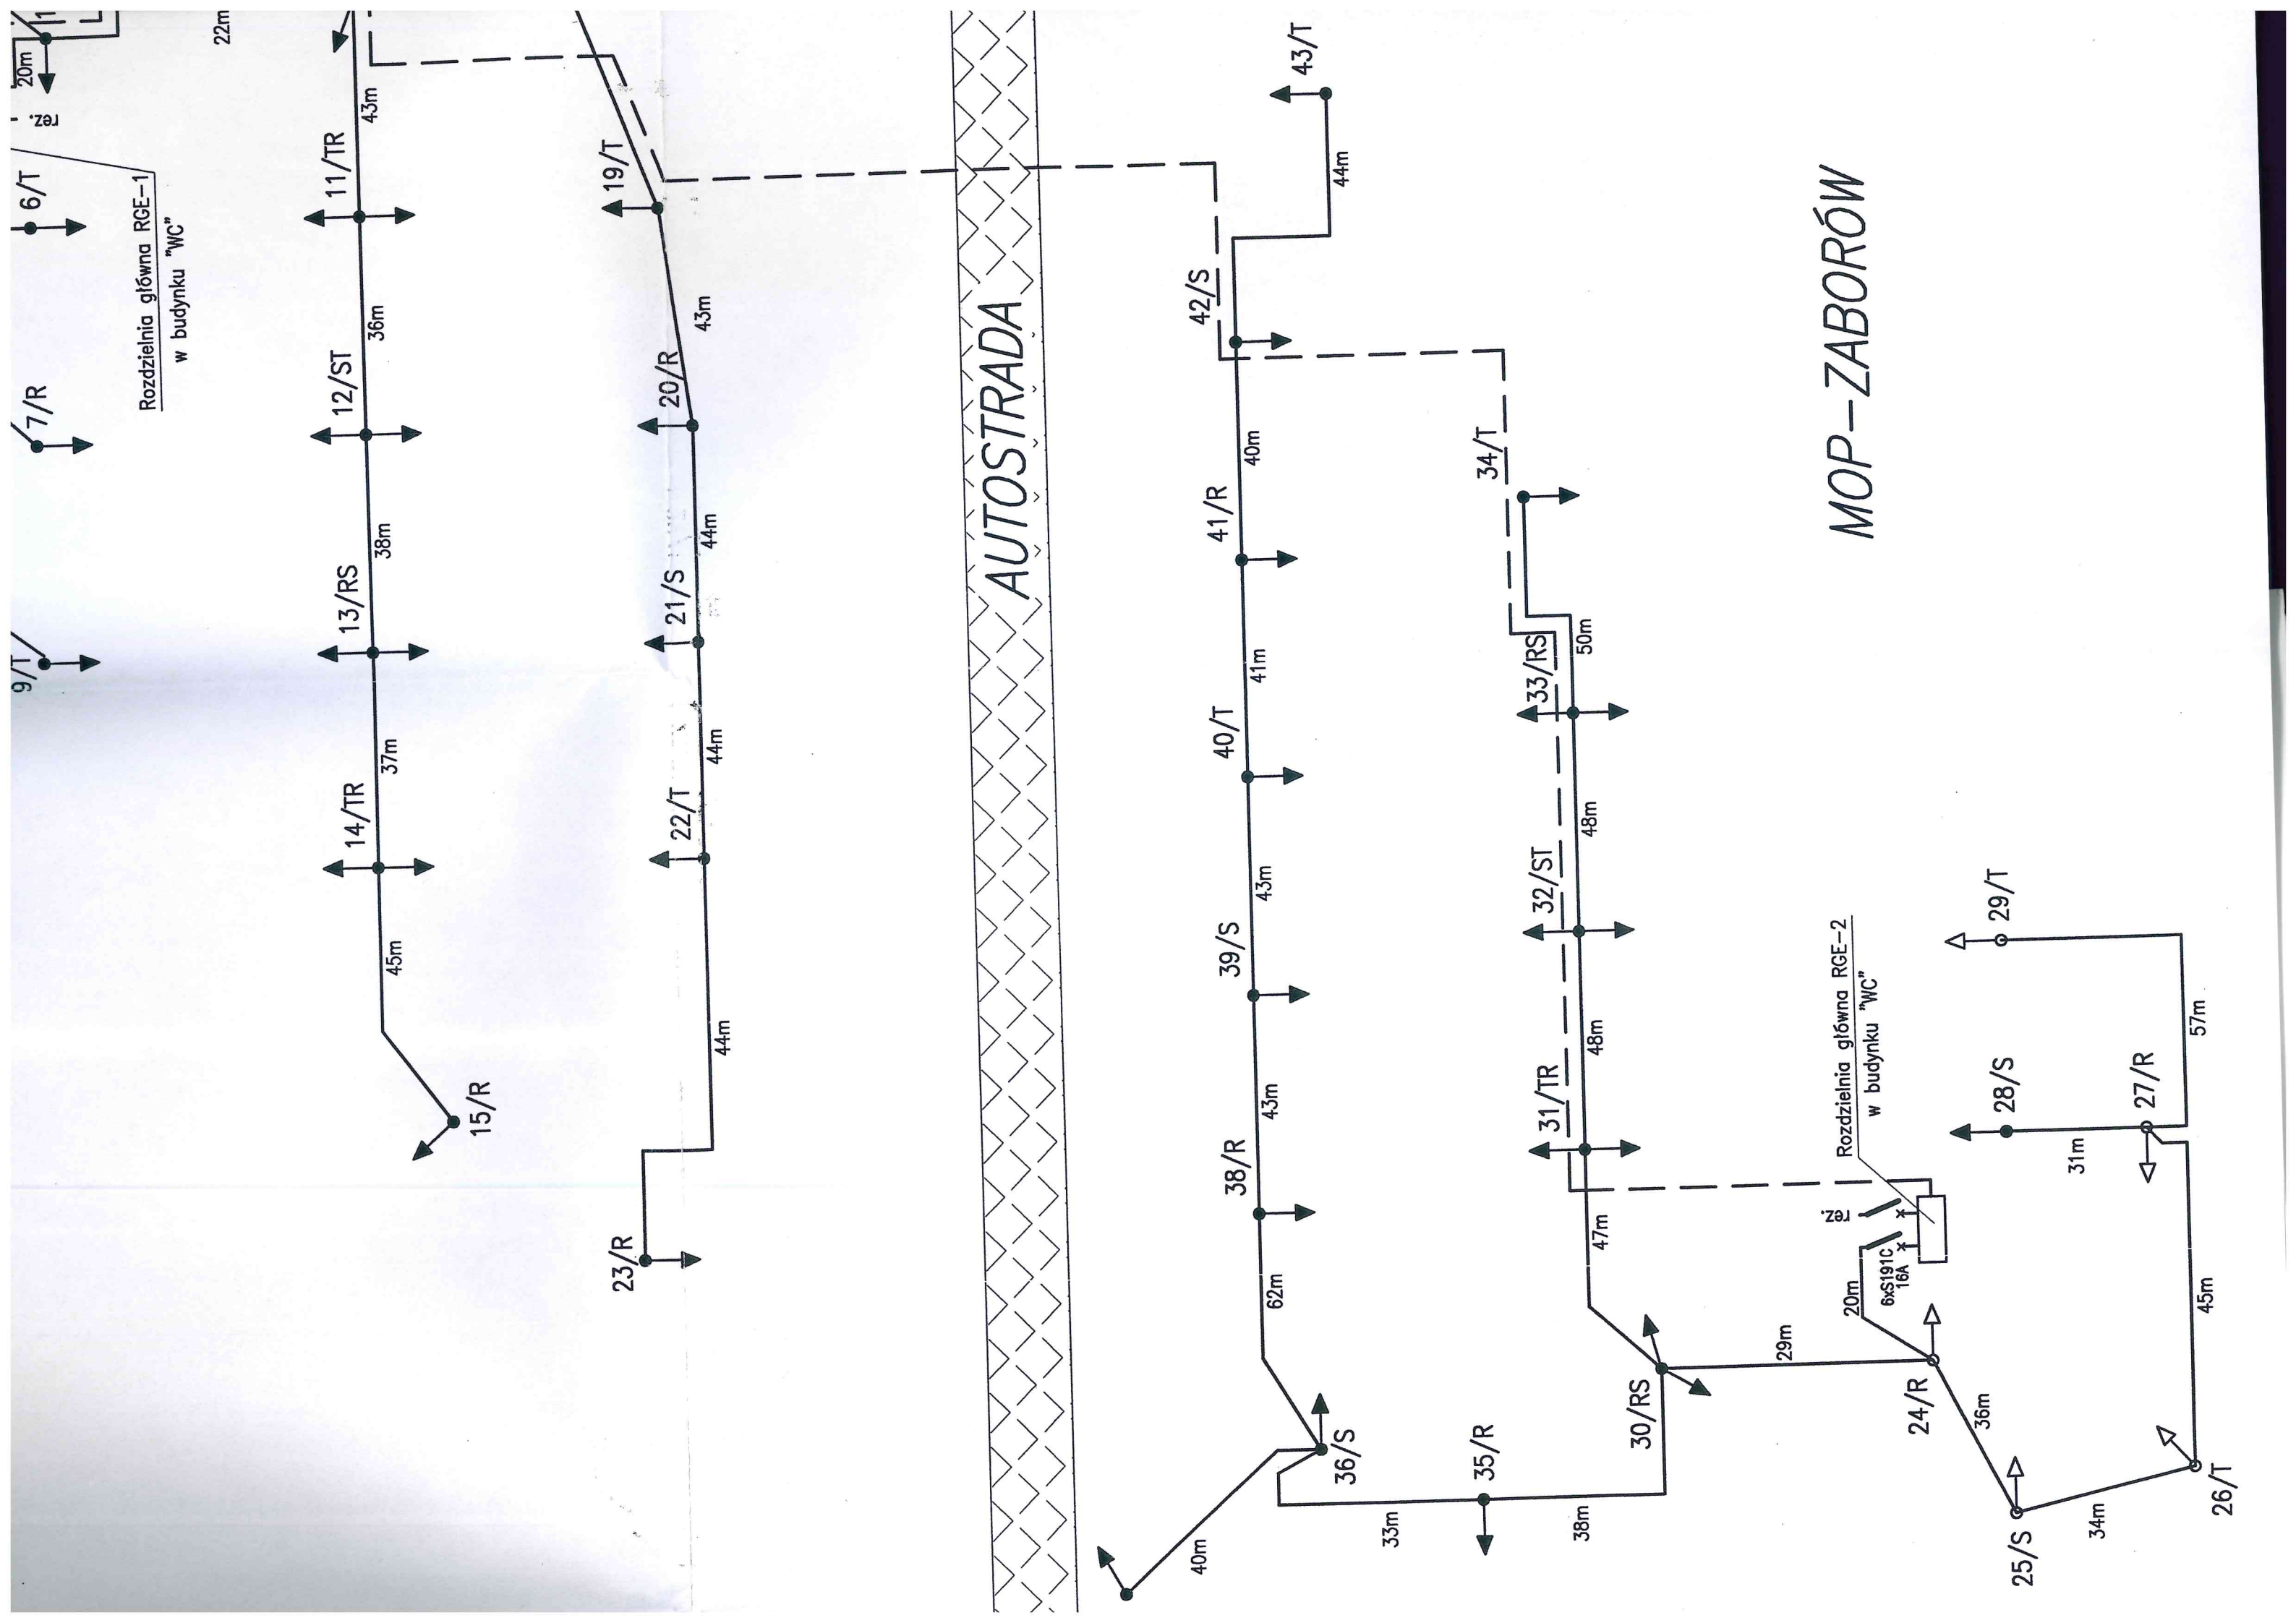 22m
20m
rez.
6/T
7/R
9/T
Rozdzielnia główna RGE-1
w budynku "WC"
43m
11/TR
36m
12/ST
38m
13/RS
37m
14/TR
45m
15/R
19/T
43m
20/R
44m
21/S
44m
22/T
44m
23/R
AUTOSTRADA
43/T
44m
42/S
40m
41/R
41m
40/T
43m
39/S
43m
38/R
62m
36/S
40m
33m
35/R
38m
34/T
50m
33/RS
48m
32/ST
48m
31/TR
47m
30/RS
29m
MOP-ZABORÓW
Rozdzielnia główna RGE-2
w budynku "WC"
rez.
6xS191C
16A
20m
24/R
36m
25/S
34m
26/T
45m
27/R
31m
28/S
57m
29/T